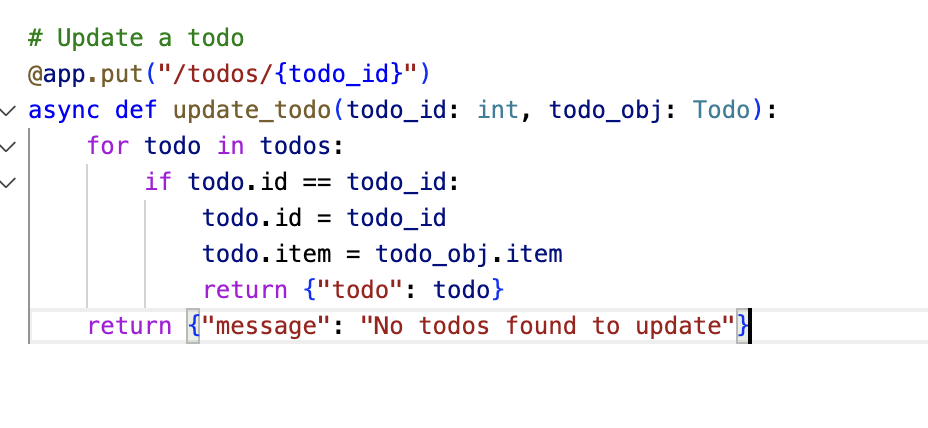 # Update a todo
@app.put("/todos/{todo_id}")
async def update_todo(todo_id: int, todo_obj: Todo):
    for todo in todos:
        if todo.id == todo_id:
            todo.id = todo_id
            todo.item = todo_obj.item
            return {"todo": todo}
    return {"message": "No todos found to update"}